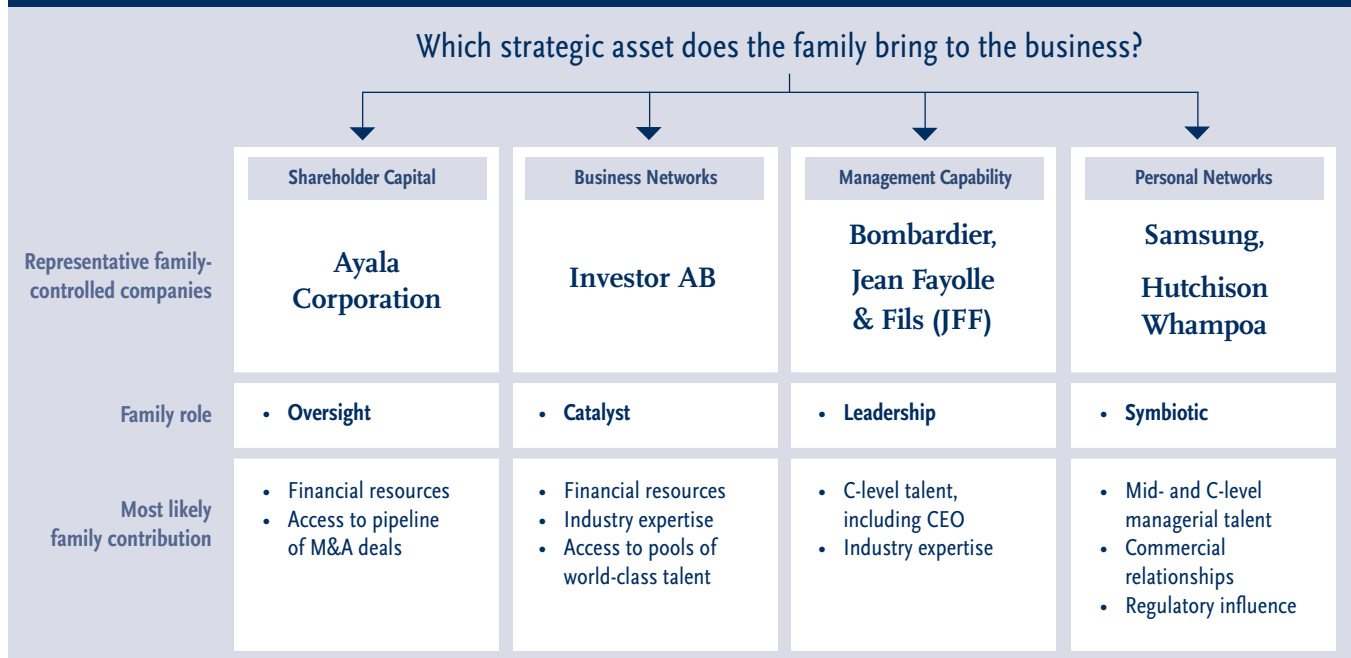 Which strategic asset does the family bring to the business?
Shareholder Capital
Business Networks
Management Capability
Personal Networks
Representative family-
controlled companies
Ayala
Corporation
Investor AB
Bombardier,
Jean Fayolle
& Fils (JFF)
Samsung,
Hutchison
Whampoa
Family role
• Oversight
• Catalyst
• Leadership
• Symbiotic
Most likely
family contribution
• Financial resources
• Access to pipeline
of M&A deals
• Financial resources
• Industry expertise
• Access to pools of
world-class talent
• C-level talent,
including CEO
• Industry expertise
• Mid- and C-level
managerial talent
• Commercial
relationships
• Regulatory influence